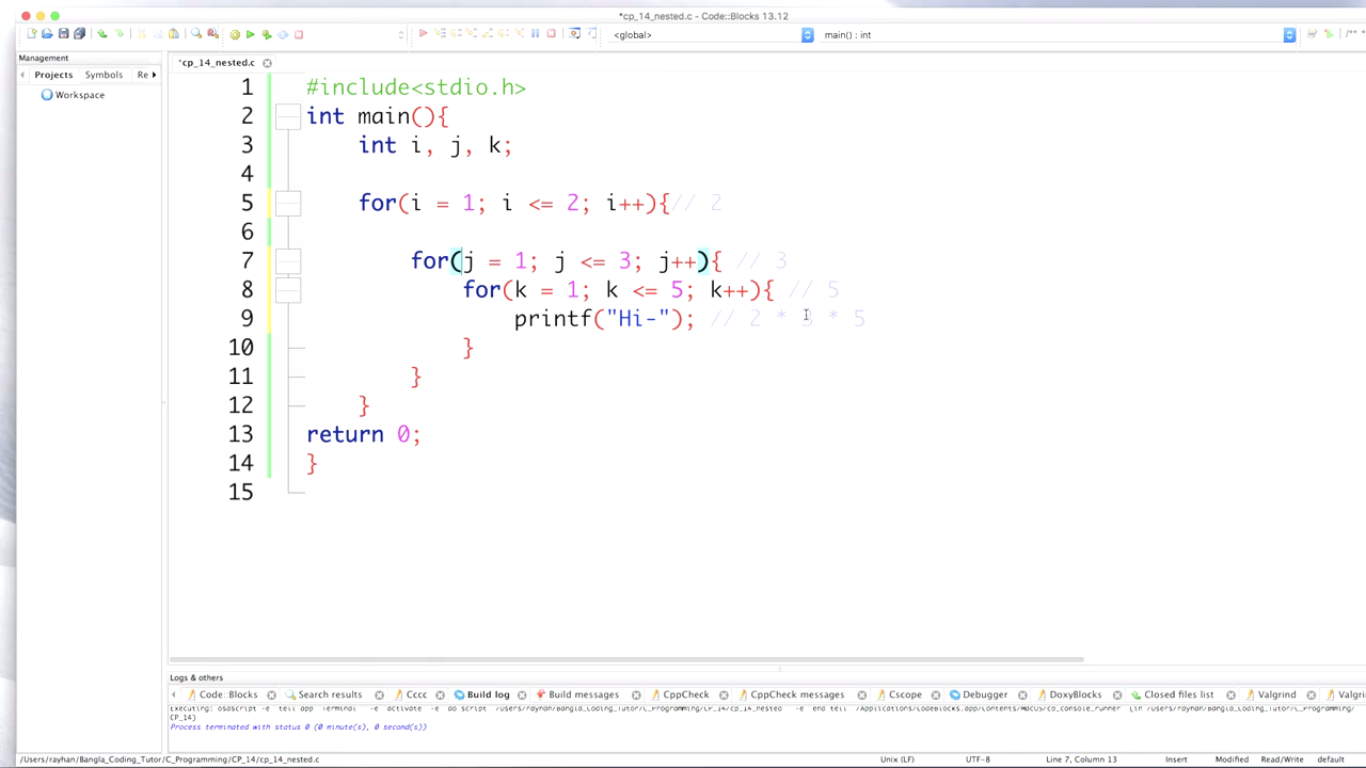 *cp_14_nested.c - Code::Blocks 13.12
<global>
main() : int
Management
Projects Symbols Re
Workspace
*cp_14_nested.c
1 #include<stdio.h>
2 int main(){
3 int i, j, k;
4
5 for(i = 1; i <= 2; i++){// 2
6
7 for(j = 1; j <= 3; j++){ // 3
8 for(k = 1; k <= 5; k++){ // 5
9 printf("Hi-"); // 2 * 3 * 5
10 }
11 }
12 }
13 return 0;
14 }
15
Logs & others
Code::Blocks Search results Cccc Build log Build messages CppCheck CppCheck messages Cscope Debugger DoxyBlocks Closed files list Valgrind Valgri
Executing: osascript -e 'tell app "Terminal"' -e 'activate' -e 'do script "/Users/rayhan/Bangla_Coding_Tutor/C_Programming/CP_14/cp_14_nested -e end tell /Applications/CodeBlocks.app/Contents/MacOS/cb_console_runner (in /Users/rayhan/Bangla_Coding_Tutor/C_Programming/
CP_14)
Process terminated with status 0 (0 minute(s), 0 second(s))
/Users/rayhan/Bangla_Coding_Tutor/C_Programming/CP_14/cp_14_nested.c Unix (LF) UTF-8 Line 7, Column 13 Insert Modified Read/Write default